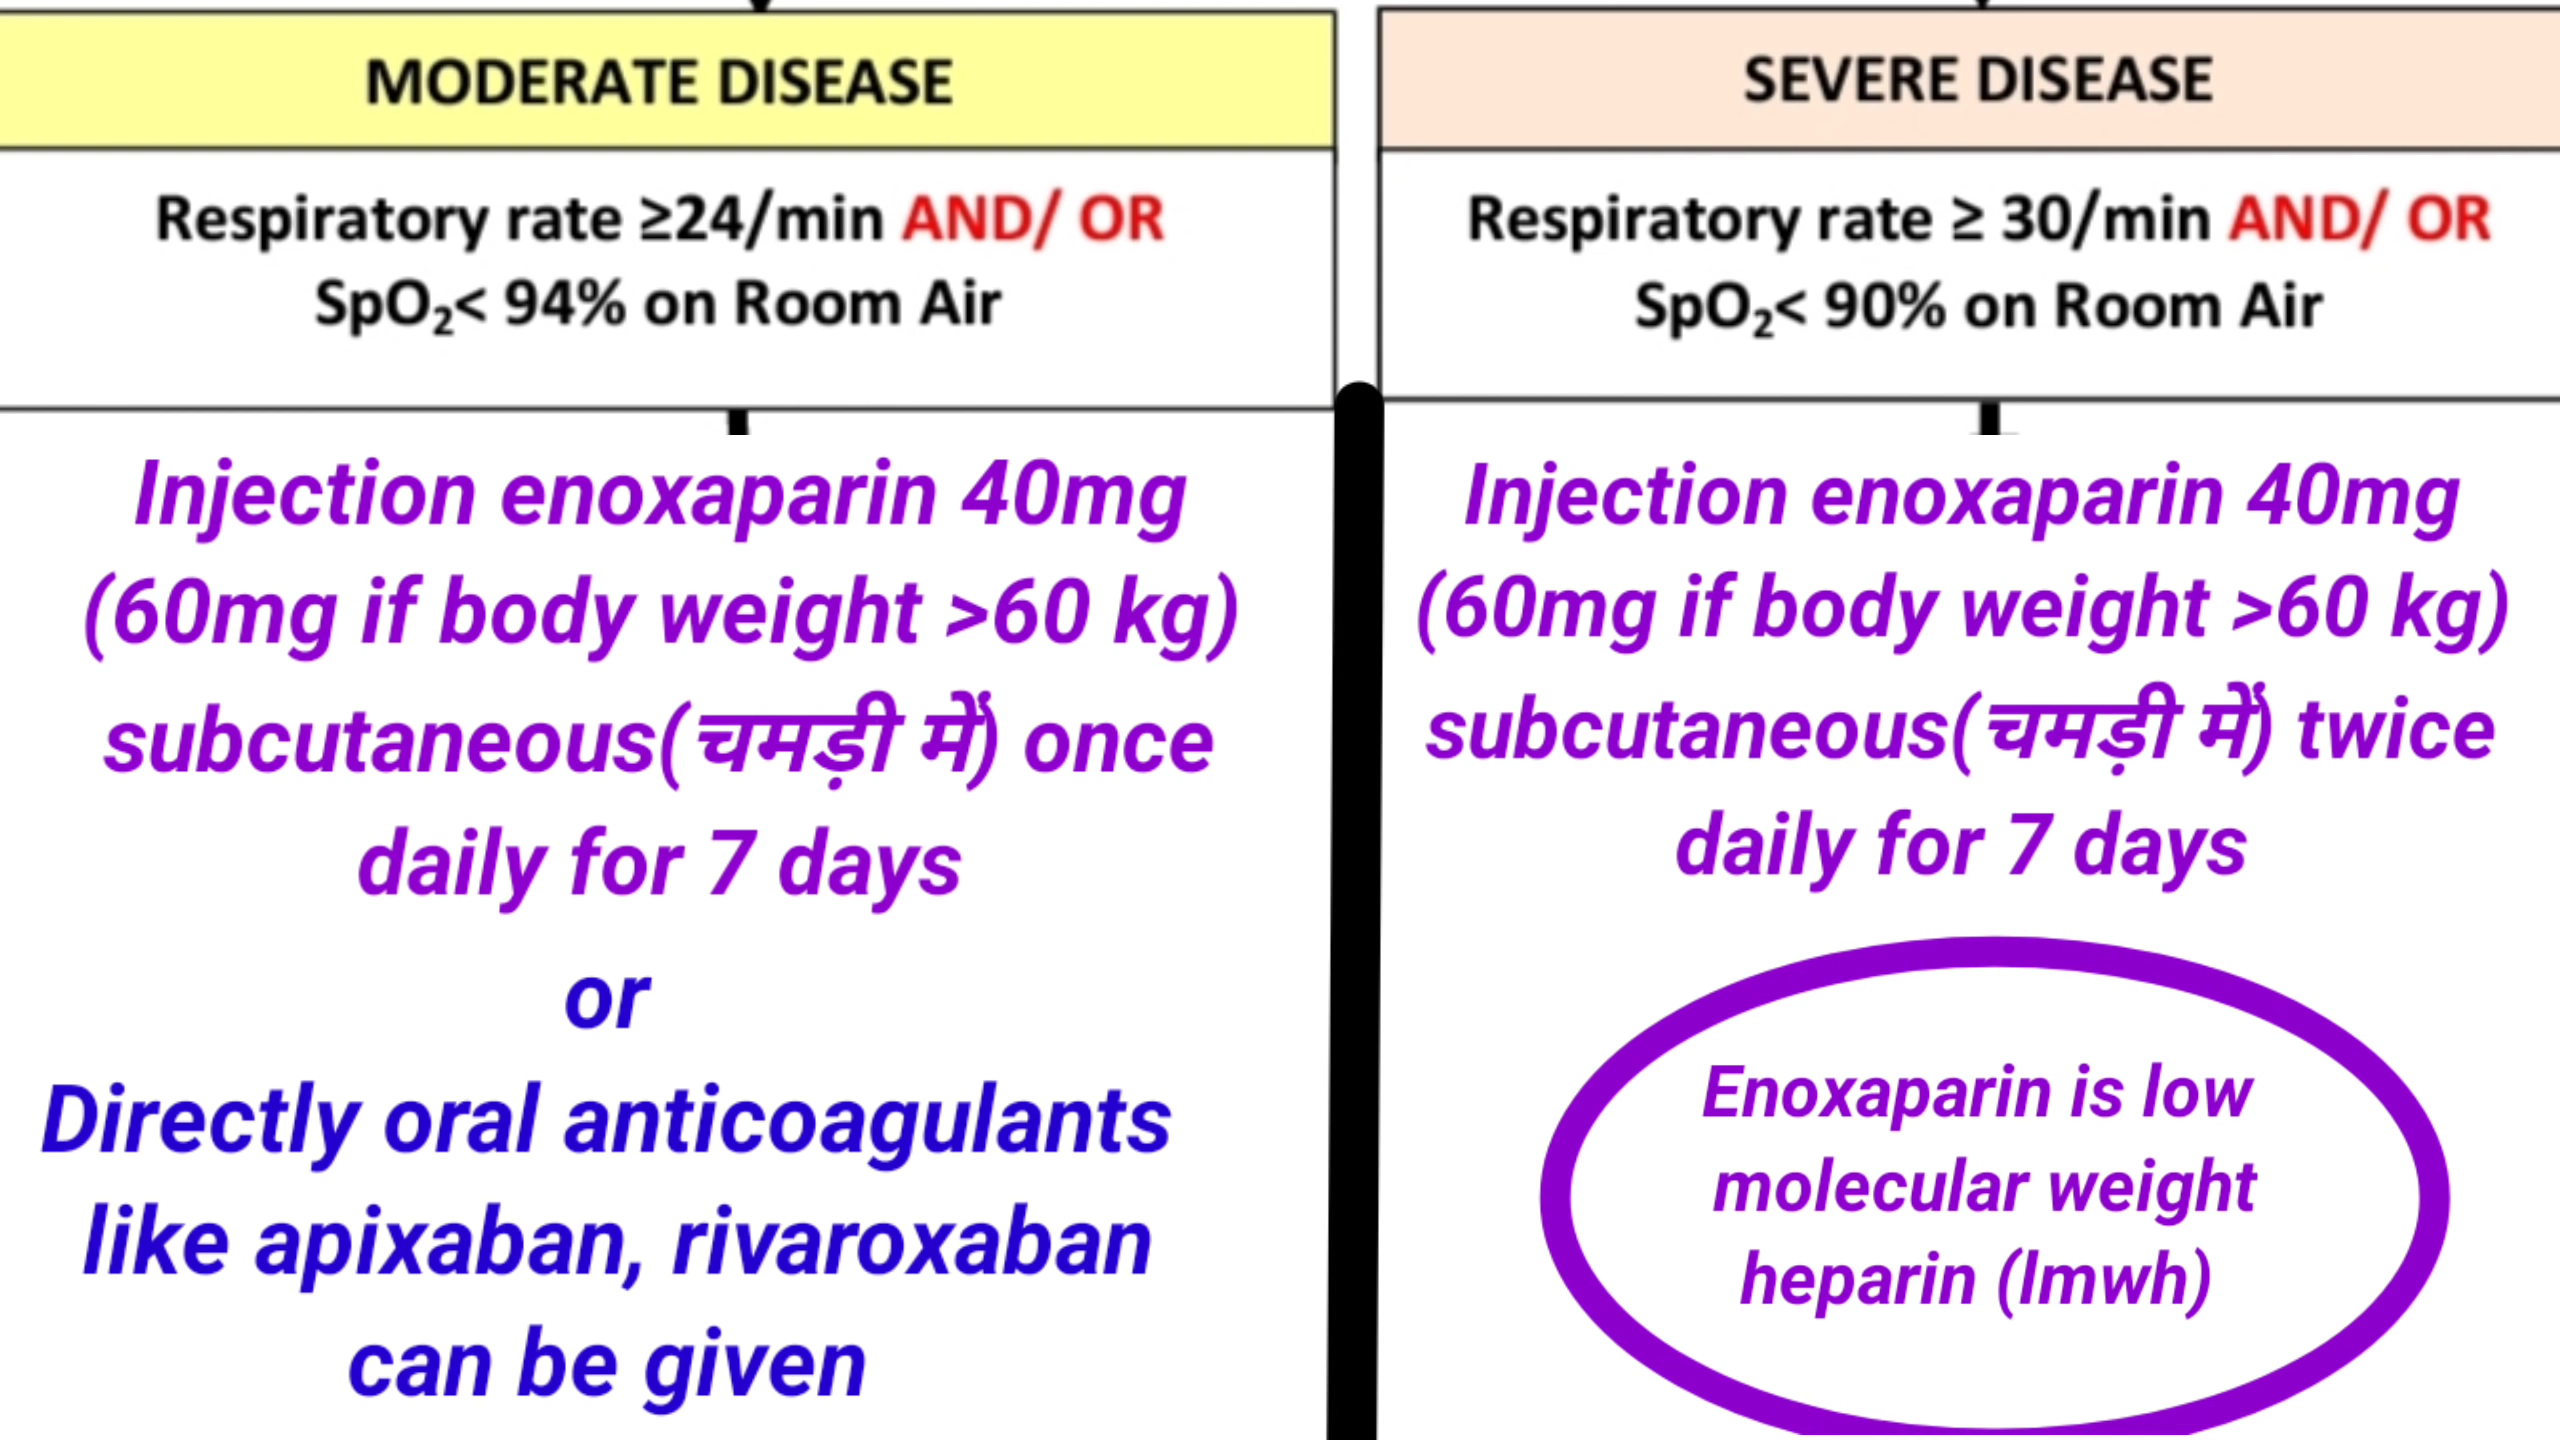 MODERATE DISEASE
Respiratory rate ≥24/min AND/ OR
SpO₂< 94% on Room Air
Injection enoxaparin 40mg
(60mg if body weight >60 kg)
subcutaneous(चमड़ी में) once
daily for 7 days
or
Directly oral anticoagulants
like apixaban, rivaroxaban
can be given
SEVERE DISEASE
Respiratory rate ≥ 30/min AND/ OR
SpO₂< 90% on Room Air
Injection enoxaparin 40mg
(60mg if body weight >60 kg)
subcutaneous(चमड़ी में) twice
daily for 7 days
Enoxaparin is low
molecular weight
heparin (lmwh)